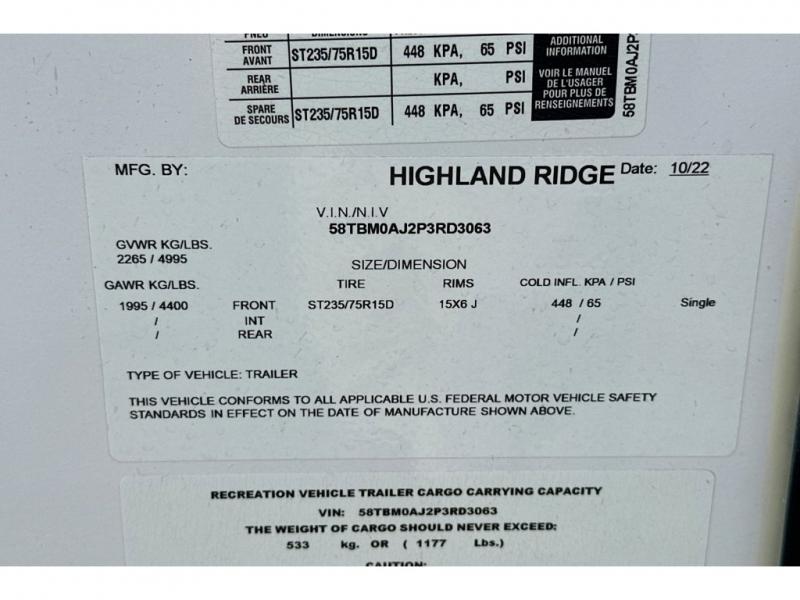 FRONT AVANT ST235/75R15D 448 KPA, 65 PSI
REAR ARRIÈRE KPA, PSI
SPARE DE SECOURS ST235/75R15D 448 KPA, 65 PSI
ADDITIONAL
INFORMATION
VOIR LE MANUEL
DE L'USAGER
POUR PLUS DE
RENSEIGNEMENTS
58TBM0AJ2P
MFG. BY: HIGHLAND RIDGE Date: 10/22
V.I.N./N.I.V
58TBM0AJ2P3RD3063
GVWR KG/LBS.
2265 / 4995
SIZE/DIMENSION
GAWR KG/LBS. TIRE RIMS COLD INFL. KPA / PSI
1995 / 4400 FRONT ST235/75R15D 15X6 J 448 / 65 Single
/ INT /
/ REAR /
TYPE OF VEHICLE: TRAILER
THIS VEHICLE CONFORMS TO ALL APPLICABLE U.S. FEDERAL MOTOR VEHICLE SAFETY
STANDARDS IN EFFECT ON THE DATE OF MANUFACTURE SHOWN ABOVE.
RECREATION VEHICLE TRAILER CARGO CARRYING CAPACITY
VIN: 58TBM0AJ2P3RD3063
THE WEIGHT OF CARGO SHOULD NEVER EXCEED:
533 kg. OR ( 1177 Lbs.)
CAUTION: